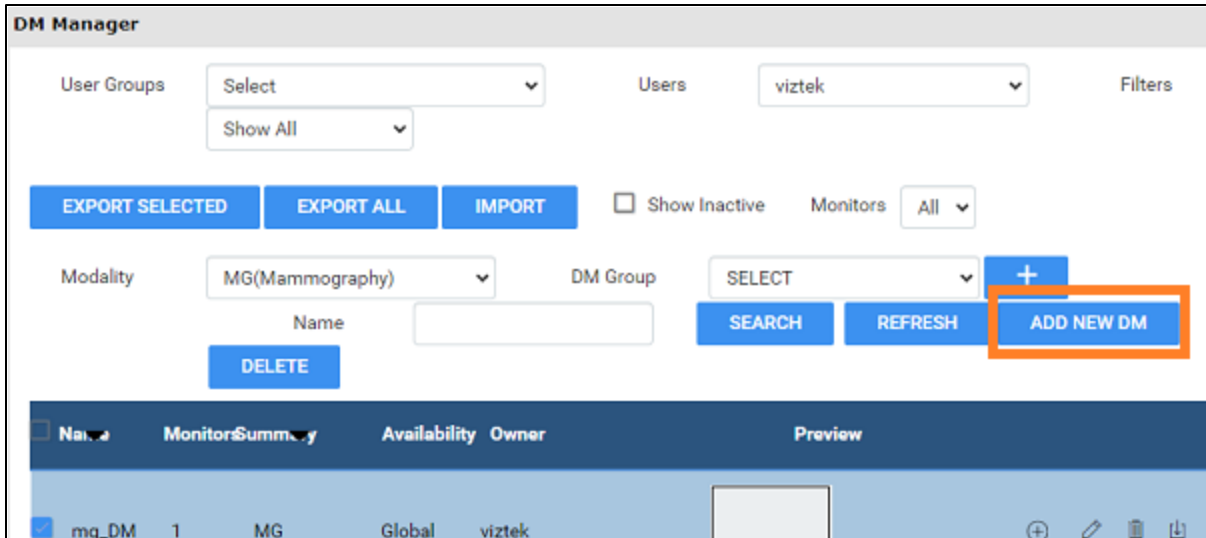 DM Manager
User Groups Select Users viztek Filters
Show All
EXPORT SELECTED EXPORT ALL IMPORT Show Inactive Monitors All
Modality MG(Mammography) DM Group SELECT +
Name SEARCH REFRESH ADD NEW DM
DELETE
Name Monitors Summary Availability Owner Preview
mg_DM 1 MG Global viztek